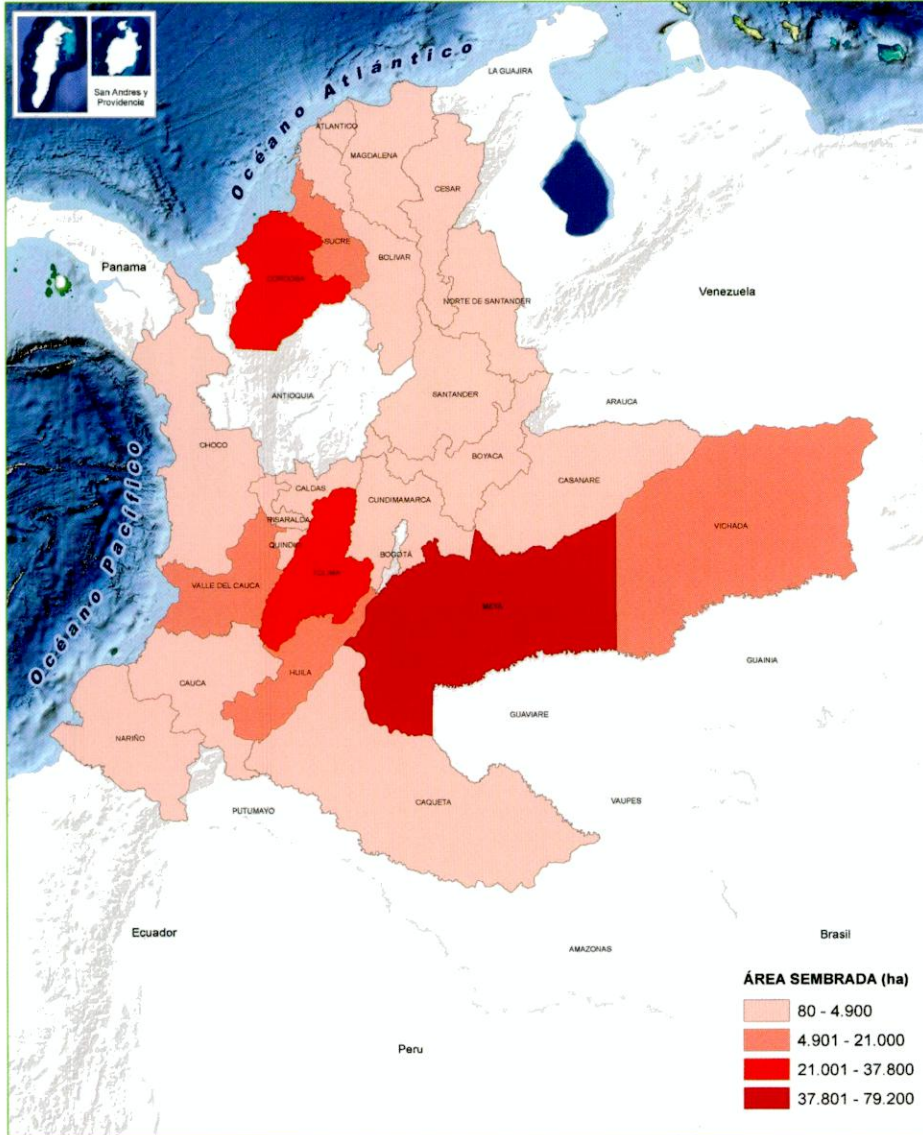 San Andres y
Providencia
Océano Atlántico
LA GUAJIRA
ATLANTICO
MAGDALENA
CESAR
SUCRE
BOLIVAR
CORDOBA
Panama
NORTE DE SANTANDER
Venezuela
ANTIOQUIA
SANTANDER
ARAUCA
CHOCO
BOYACA
CASANARE
CALDAS
CUNDIMAMARCA
RISARALDA
VICHADA
QUINDIO
BOGOTÁ
Océano Pacífico
VALLE DEL CAUCA
TOLIMA
META
GUAINIA
HUILA
CAUCA
GUAVIARE
NARIÑO
CAQUETA
VAUPES
PUTUMAYO
Ecuador
AMAZONAS
Brasil
Peru
ÁREA SEMBRADA (ha)
80 - 4.900
4.901 - 21.000
21.001 - 37.800
37.801 - 79.200